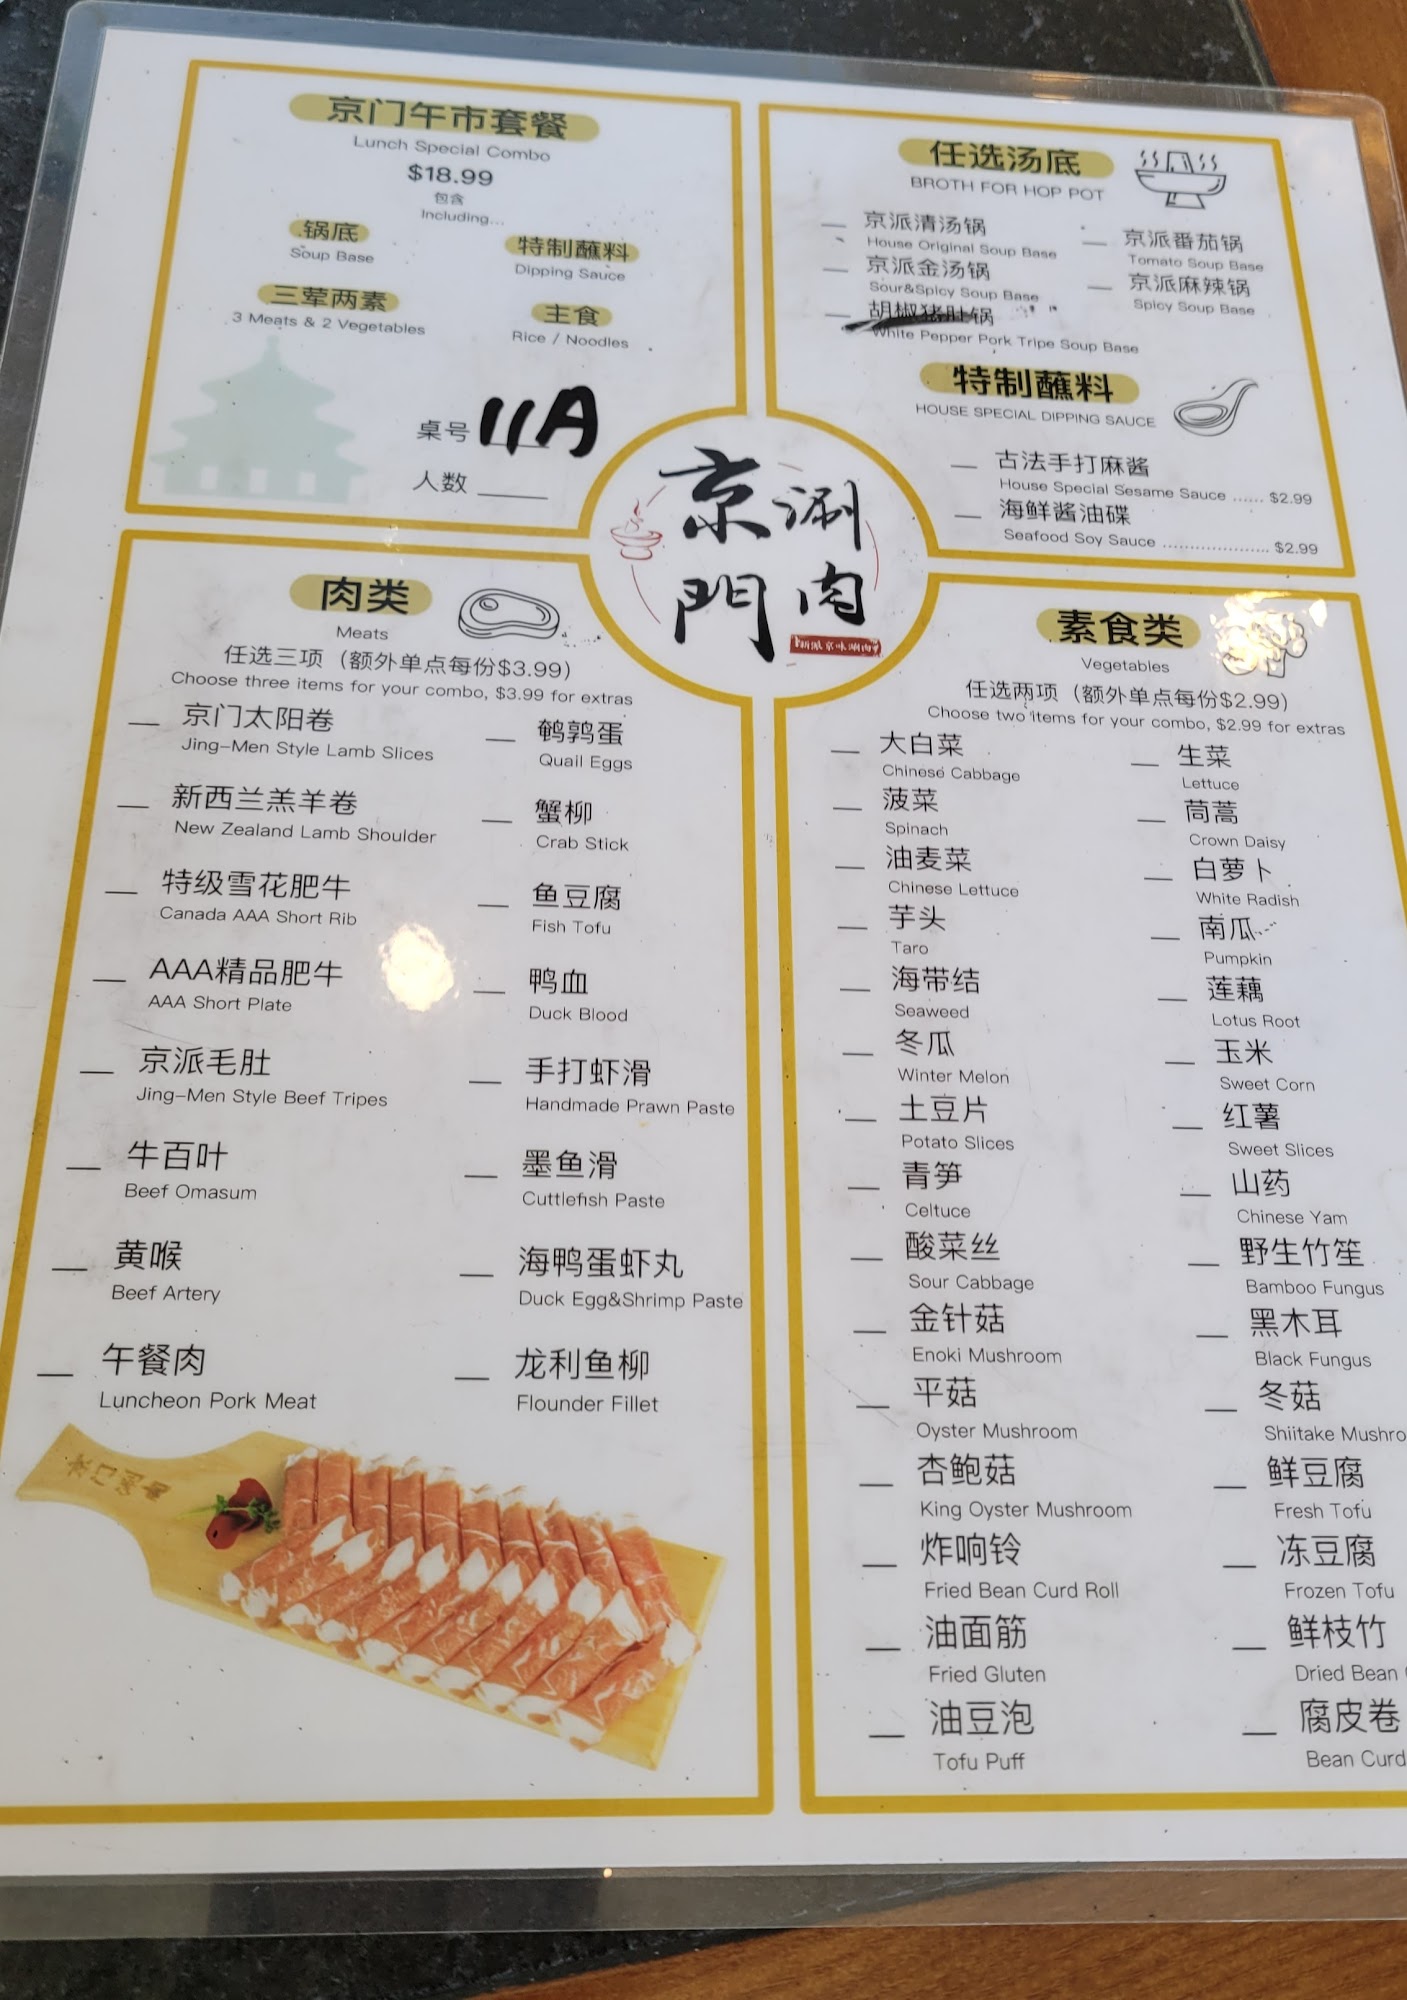 京门午市套餐
Lunch Special Combo
$18.99
包含
Including...
锅底
Soup Base
特制蘸料
Dipping Sauce
三荤两素
3 Meats & 2 Vegetables
主食
Rice / Noodles
桌号 11A
人数
任选汤底
BROTH FOR HOP POT
京派清汤锅
House Original Soup Base
京派番茄锅
Tomato Soup Base
京派金汤锅
Sour&Spicy Soup Base
京派麻辣锅
Spicy Soup Base
胡椒猪肚锅
White Pepper Pork Tripe Soup Base
特制蘸料
HOUSE SPECIAL DIPPING SAUCE
古法手打麻酱
House Special Sesame Sauce ...... $2.99
海鲜酱油碟
Seafood Soy Sauce ..................... $2.99
京門
涮肉
新派京味涮肉
肉类
Meats
任选三项（额外单点每份$3.99）
Choose three items for your combo, $3.99 for extras
京门太阳卷
Jing-Men Style Lamb Slices
新西兰羔羊卷
New Zealand Lamb Shoulder
特级雪花肥牛
Canada AAA Short Rib
AAA精品肥牛
AAA Short Plate
京派毛肚
Jing-Men Style Beef Tripes
牛百叶
Beef Omasum
黄喉
Beef Artery
午餐肉
Luncheon Pork Meat
鹌鹑蛋
Quail Eggs
蟹柳
Crab Stick
鱼豆腐
Fish Tofu
鸭血
Duck Blood
手打虾滑
Handmade Prawn Paste
墨鱼滑
Cuttlefish Paste
海鸭蛋虾丸
Duck Egg&Shrimp Paste
龙利鱼柳
Flounder Fillet
素食类
Vegetables
任选两项（额外单点每份$2.99）
Choose two items for your combo, $2.99 for extras
大白菜
Chinese Cabbage
菠菜
Spinach
油麦菜
Chinese Lettuce
芋头
Taro
海带结
Seaweed
冬瓜
Winter Melon
土豆片
Potato Slices
青笋
Celtuce
酸菜丝
Sour Cabbage
金针菇
Enoki Mushroom
平菇
Oyster Mushroom
杏鲍菇
King Oyster Mushroom
炸响铃
Fried Bean Curd Roll
油面筋
Fried Gluten
油豆泡
Tofu Puff
生菜
Lettuce
茼蒿
Crown Daisy
白萝卜
White Radish
南瓜
Pumpkin
莲藕
Lotus Root
玉米
Sweet Corn
红薯
Sweet Slices
山药
Chinese Yam
野生竹笙
Bamboo Fungus
黑木耳
Black Fungus
冬菇
Shiitake Mushro
鲜豆腐
Fresh Tofu
冻豆腐
Frozen Tofu
鲜枝竹
Dried Bean
腐皮卷
Bean Curd